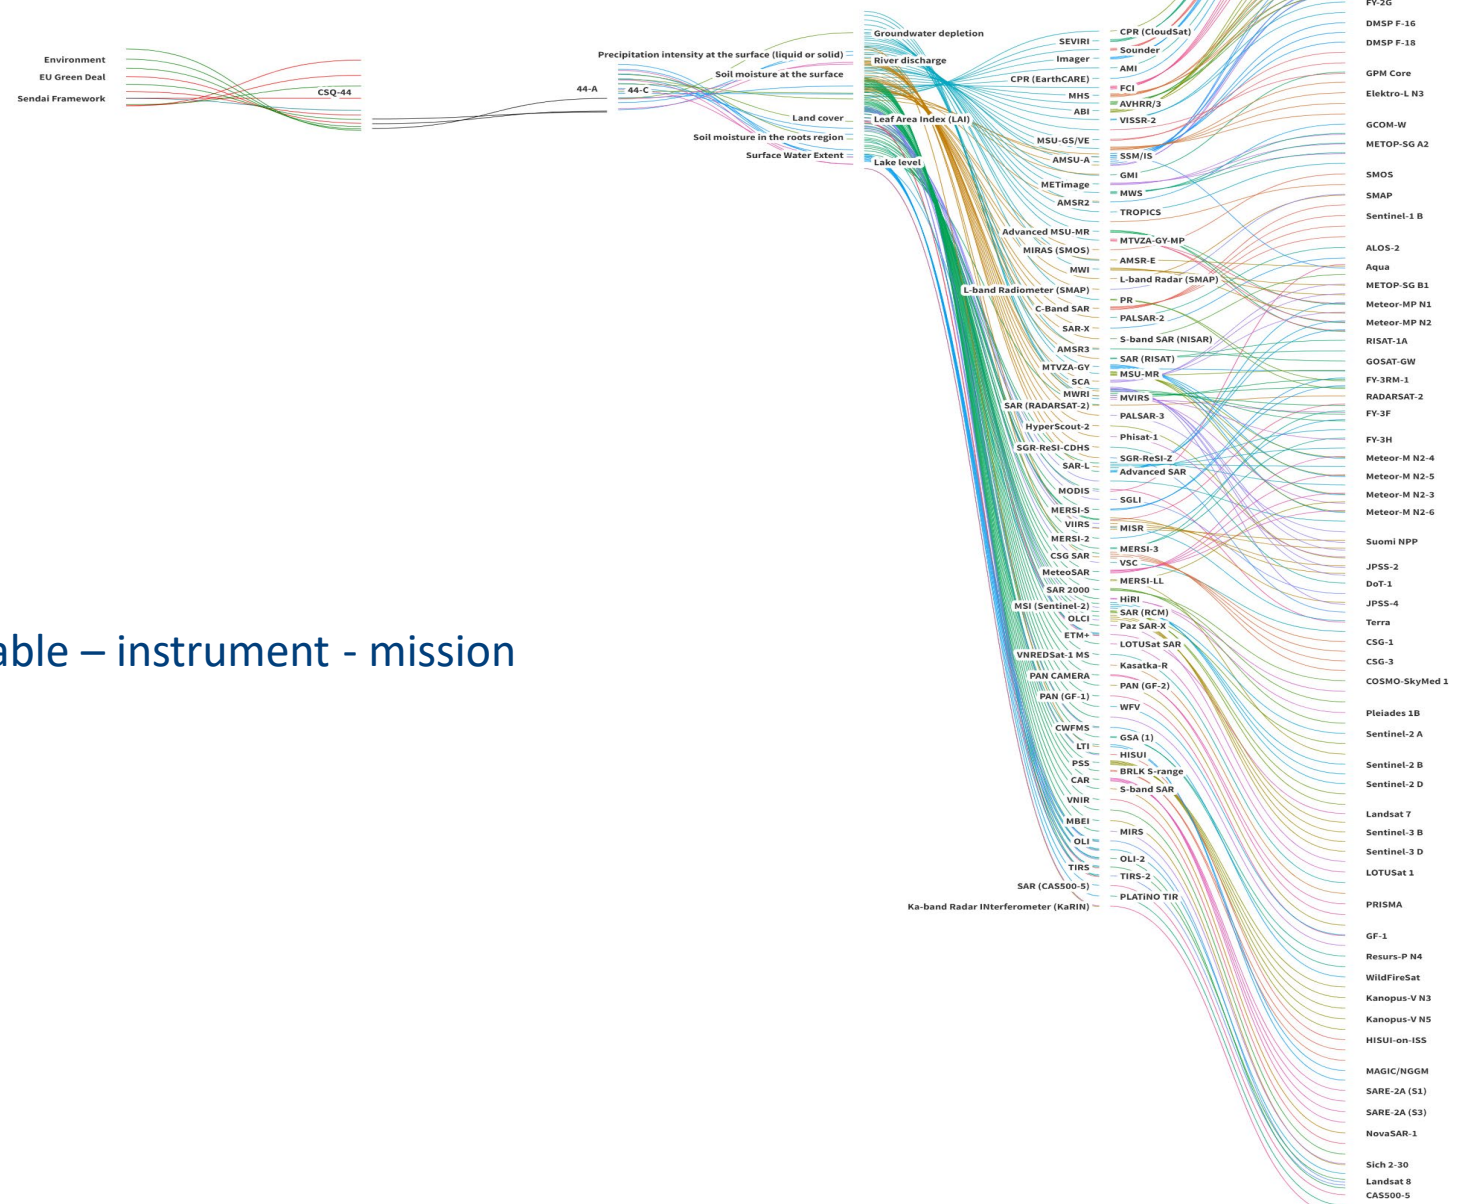 Environment
EU Green Deal
Sendai Framework
CSQ-44
44-A
44-C
Precipitation intensity at the surface (liquid or solid)
Soil moisture at the surface
Land cover
Soil moisture in the roots region
Surface Water Extent
Groundwater depletion
River discharge
Leaf Area Index (LAI)
Lake level
SEVIRI
Imager
CPR (EarthCARE)
MHS
ABI
MSU-GS/VE
AMSU-A
METimage
AMSR2
Advanced MSU-MR
MIRAS (SMOS)
MWI
L-band Radiometer (SMAP)
C-Band SAR
SAR-X
AMSR3
MTVZA-GY
SCA
MWRI
SAR (RADARSAT-2)
HyperScout-2
SGR-ReSI-CDHS
SAR-L
MODIS
MERSI-S
VIIRS
MERSI-2
CSG SAR
MeteoSAR
SAR 2000
MSI (Sentinel-2)
OLCI
ETM+
VNREDSat-1 MS
PAN CAMERA
PAN (GF-1)
CWFMS
LTI
PSS
CAR
VNIR
MBEI
OLI
TIRS
SAR (CAS500-5)
Ka-band Radar INterferometer (KaRIN)
CPR (CloudSat)
Sounder
AMI
FCI
AVHRR/3
VISSR-2
SSM/IS
GMI
MWS
TROPICS
MTVZA-GY-MP
AMSR-E
L-band Radar (SMAP)
PR
PALSAR-2
S-band SAR (NISAR)
SAR (RISAT)
MSU-MR
MVIRS
PALSAR-3
Phisat-1
SGR-ReSI-Z
Advanced SAR
SGLI
MISR
MERSI-3
VSC
MERSI-LL
HiRI
SAR (RCM)
Paz SAR-X
LOTUSat SAR
Kasatka-R
PAN (GF-2)
WFV
GSA (1)
HISUI
BRLK S-range
S-band SAR
MIRS
OLI-2
TIRS-2
PLATiNO TIR
FY-2G
DMSP F-16
DMSP F-18
GPM Core
Elektro-L N3
GCOM-W
METOP-SG A2
SMOS
SMAP
Sentinel-1 B
ALOS-2
Aqua
METOP-SG B1
Meteor-MP N1
Meteor-MP N2
RISAT-1A
GOSAT-GW
FY-3RM-1
RADARSAT-2
FY-3F
FY-3H
Meteor-M N2-4
Meteor-M N2-5
Meteor-M N2-3
Meteor-M N2-6
Suomi NPP
JPSS-2
DoT-1
JPSS-4
Terra
CSG-1
CSG-3
COSMO-SkyMed 1
Pleiades 1B
Sentinel-2 A
Sentinel-2 B
Sentinel-2 D
Landsat 7
Sentinel-3 B
Sentinel-3 D
LOTUSat 1
PRISMA
GF-1
Resurs-P N4
WildFireSat
Kanopus-V N3
Kanopus-V N5
HISUI-on-ISS
MAGIC/NGGM
SARE-2A (S1)
SARE-2A (S3)
NovaSAR-1
Sich 2-30
Landsat 8
CAS500-5
able – instrument - mission